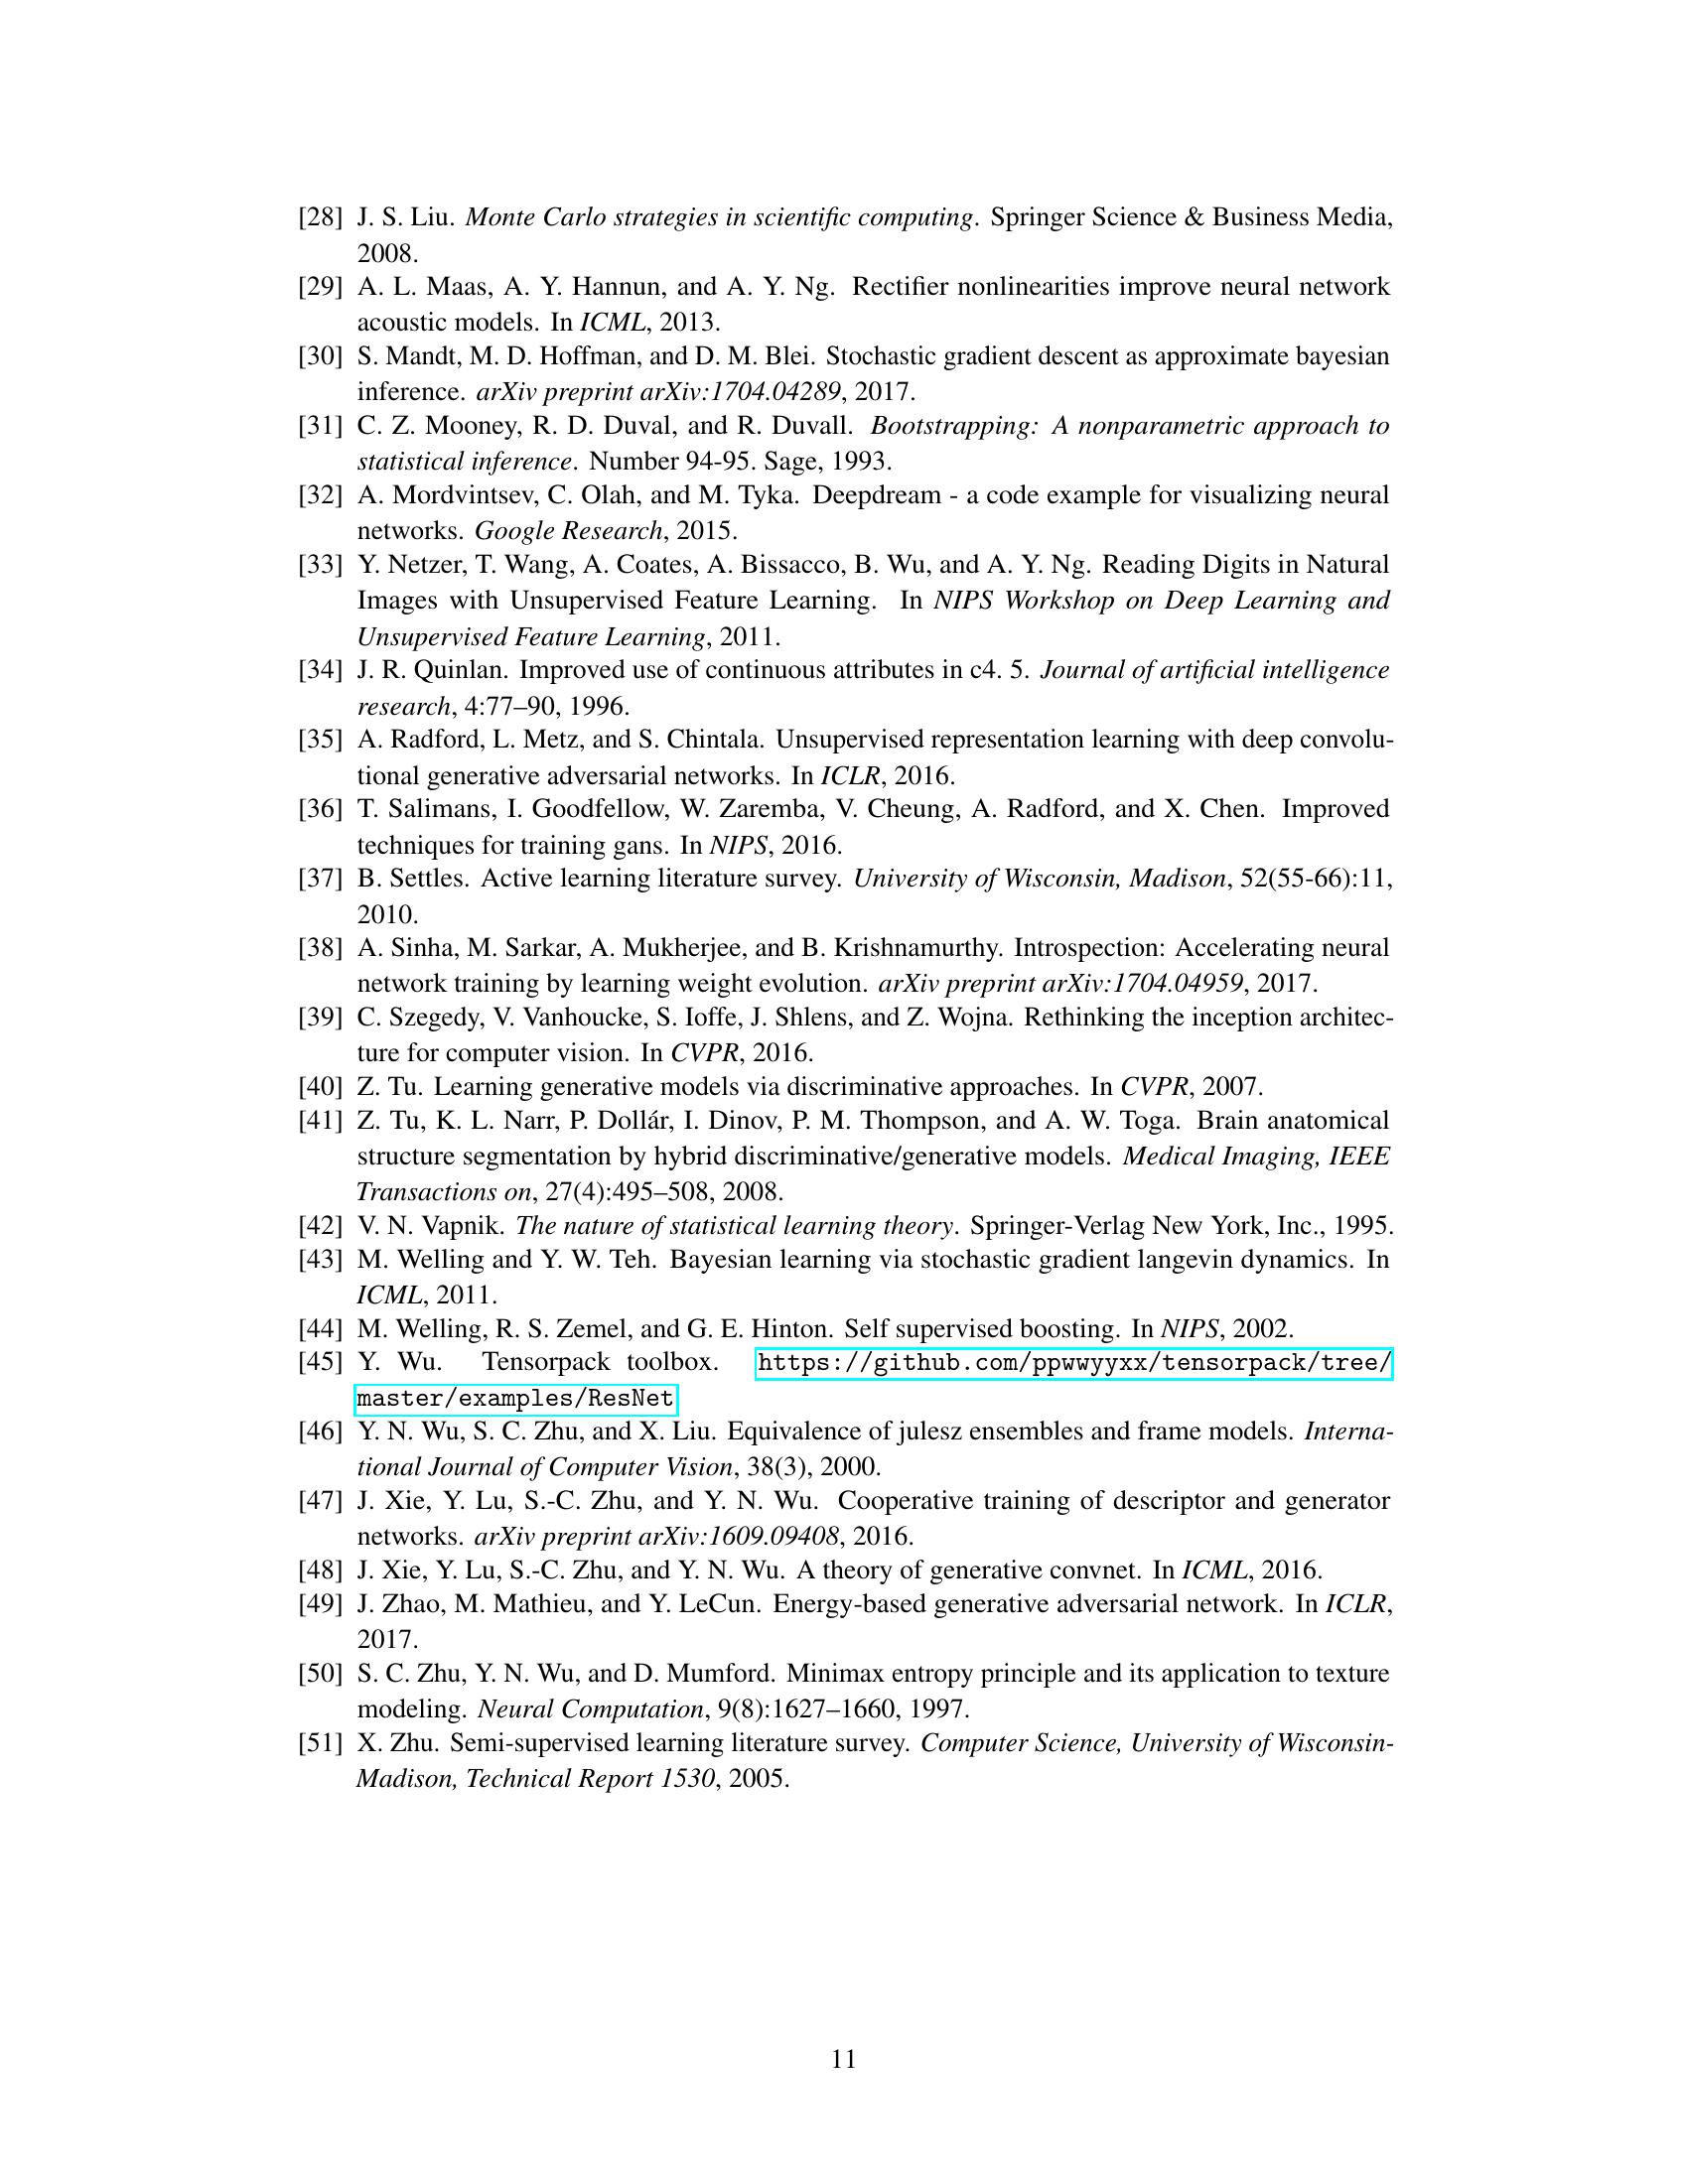 [28] J. S. Liu. Monte Carlo strategies in scientific computing. Springer Science & Business Media,
2008.
[29] A. L. Maas, A. Y. Hannun, and A. Y. Ng. Rectifier nonlinearities improve neural network
acoustic models. In ICML, 2013.
[30] S. Mandt, M. D. Hoffman, and D. M. Blei. Stochastic gradient descent as approximate bayesian
inference. arXiv preprint arXiv:1704.04289, 2017.
[31] C. Z. Mooney, R. D. Duval, and R. Duvall. Bootstrapping: A nonparametric approach to
statistical inference. Number 94-95. Sage, 1993.
[32] A. Mordvintsev, C. Olah, and M. Tyka. Deepdream - a code example for visualizing neural
networks. Google Research, 2015.
[33] Y. Netzer, T. Wang, A. Coates, A. Bissacco, B. Wu, and A. Y. Ng. Reading Digits in Natural
Images with Unsupervised Feature Learning. In NIPS Workshop on Deep Learning and
Unsupervised Feature Learning, 2011.
[34] J. R. Quinlan. Improved use of continuous attributes in c4. 5. Journal of artificial intelligence
research, 4:77–90, 1996.
[35] A. Radford, L. Metz, and S. Chintala. Unsupervised representation learning with deep convolu-
tional generative adversarial networks. In ICLR, 2016.
[36] T. Salimans, I. Goodfellow, W. Zaremba, V. Cheung, A. Radford, and X. Chen. Improved
techniques for training gans. In NIPS, 2016.
[37] B. Settles. Active learning literature survey. University of Wisconsin, Madison, 52(55-66):11,
2010.
[38] A. Sinha, M. Sarkar, A. Mukherjee, and B. Krishnamurthy. Introspection: Accelerating neural
network training by learning weight evolution. arXiv preprint arXiv:1704.04959, 2017.
[39] C. Szegedy, V. Vanhoucke, S. Ioffe, J. Shlens, and Z. Wojna. Rethinking the inception architec-
ture for computer vision. In CVPR, 2016.
[40] Z. Tu. Learning generative models via discriminative approaches. In CVPR, 2007.
[41] Z. Tu, K. L. Narr, P. Dollár, I. Dinov, P. M. Thompson, and A. W. Toga. Brain anatomical
structure segmentation by hybrid discriminative/generative models. Medical Imaging, IEEE
Transactions on, 27(4):495–508, 2008.
[42] V. N. Vapnik. The nature of statistical learning theory. Springer-Verlag New York, Inc., 1995.
[43] M. Welling and Y. W. Teh. Bayesian learning via stochastic gradient langevin dynamics. In
ICML, 2011.
[44] M. Welling, R. S. Zemel, and G. E. Hinton. Self supervised boosting. In NIPS, 2002.
[45] Y. Wu. Tensorpack toolbox. https://github.com/ppwwyyxx/tensorpack/tree/
master/examples/ResNet
[46] Y. N. Wu, S. C. Zhu, and X. Liu. Equivalence of julesz ensembles and frame models. Interna-
tional Journal of Computer Vision, 38(3), 2000.
[47] J. Xie, Y. Lu, S.-C. Zhu, and Y. N. Wu. Cooperative training of descriptor and generator
networks. arXiv preprint arXiv:1609.09408, 2016.
[48] J. Xie, Y. Lu, S.-C. Zhu, and Y. N. Wu. A theory of generative convnet. In ICML, 2016.
[49] J. Zhao, M. Mathieu, and Y. LeCun. Energy-based generative adversarial network. In ICLR,
2017.
[50] S. C. Zhu, Y. N. Wu, and D. Mumford. Minimax entropy principle and its application to texture
modeling. Neural Computation, 9(8):1627–1660, 1997.
[51] X. Zhu. Semi-supervised learning literature survey. Computer Science, University of Wisconsin-
Madison, Technical Report 1530, 2005.
11